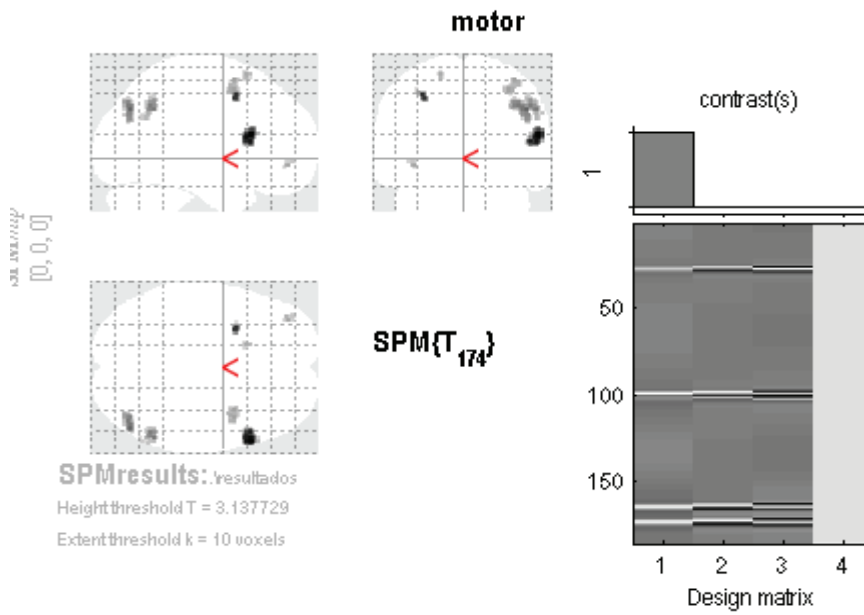 motor
[0, 0, 0]
<
<
<
SPM{T174}
SPMresults: .\resultados
Height threshold T = 3.137729
Extent threshold k = 10 voxels
contrast(s)
1
50
100
150
1 2 3 4
Design matrix